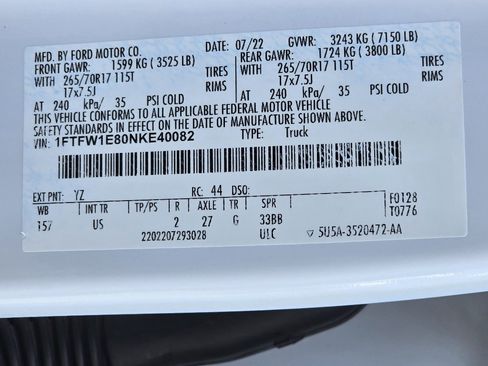 MFD. BY FORD MOTOR CO. DATE: 07/22 GVWR: 3243 KG ( 7150 LB)
FRONT GAWR: 1599 KG ( 3525 LB) REAR GAWR: 1724 KG ( 3800 LB)
WITH 265/70R17 115T TIRES WITH 265/70R17 115T TIRES
17x7.5J RIMS 17x7.5J RIMS
AT 240 kPa/ 35 PSI COLD AT 240 kPa/ 35 PSI COLD
THIS VEHICLE CONFORMS TO ALL APPLICABLE FEDERAL MOTOR VEHICLE
SAFETY STANDARDS IN EFFECT ON THE DATE OF MANUFACTURE SHOWN ABOVE.
VIN: 1FTFW1E80NKE40082 TYPE: Truck
EXT PNT: YZ RC: 44 DSO:
WB INT TR TP/PS R AXLE TR SPR F0128
157 US 2 27 G 33BB T0776
2202207293028 ULC ▽ 5U5A-3520472-AA